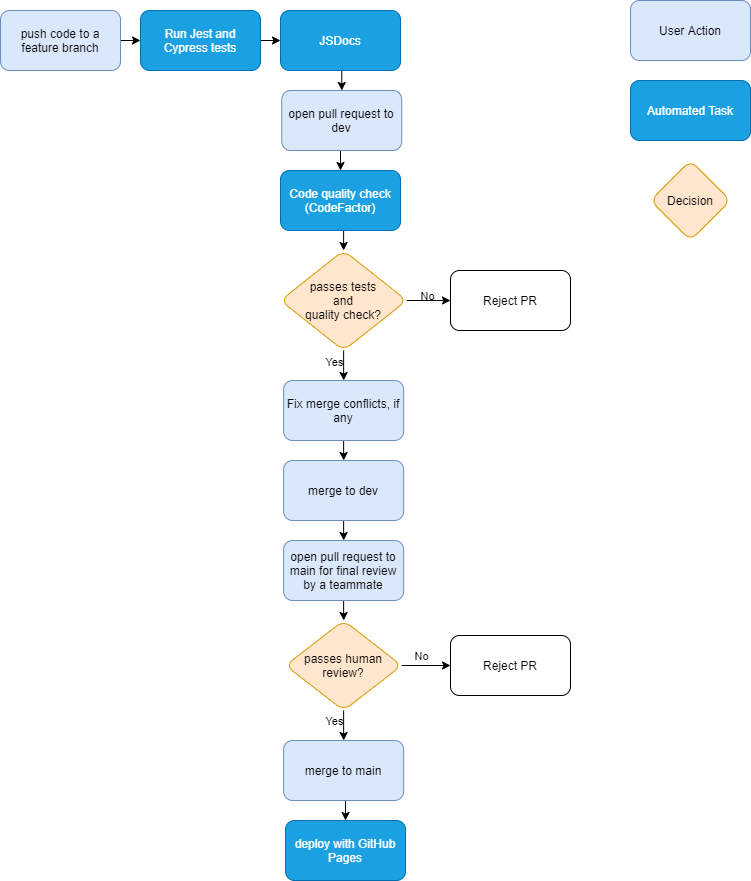 push code to a
feature branch
Run Jest and
Cypress tests
JSDocs
User Action
open pull request to
dev
Automated Task
Code quality check
(CodeFactor)
Decision
passes tests
and
quality check?
No
Reject PR
Yes
Fix merge conflicts, if
any
merge to dev
open pull request to
main for final review
by a teammate
passes human
review?
No
Reject PR
Yes
merge to main
deploy with GitHub
Pages